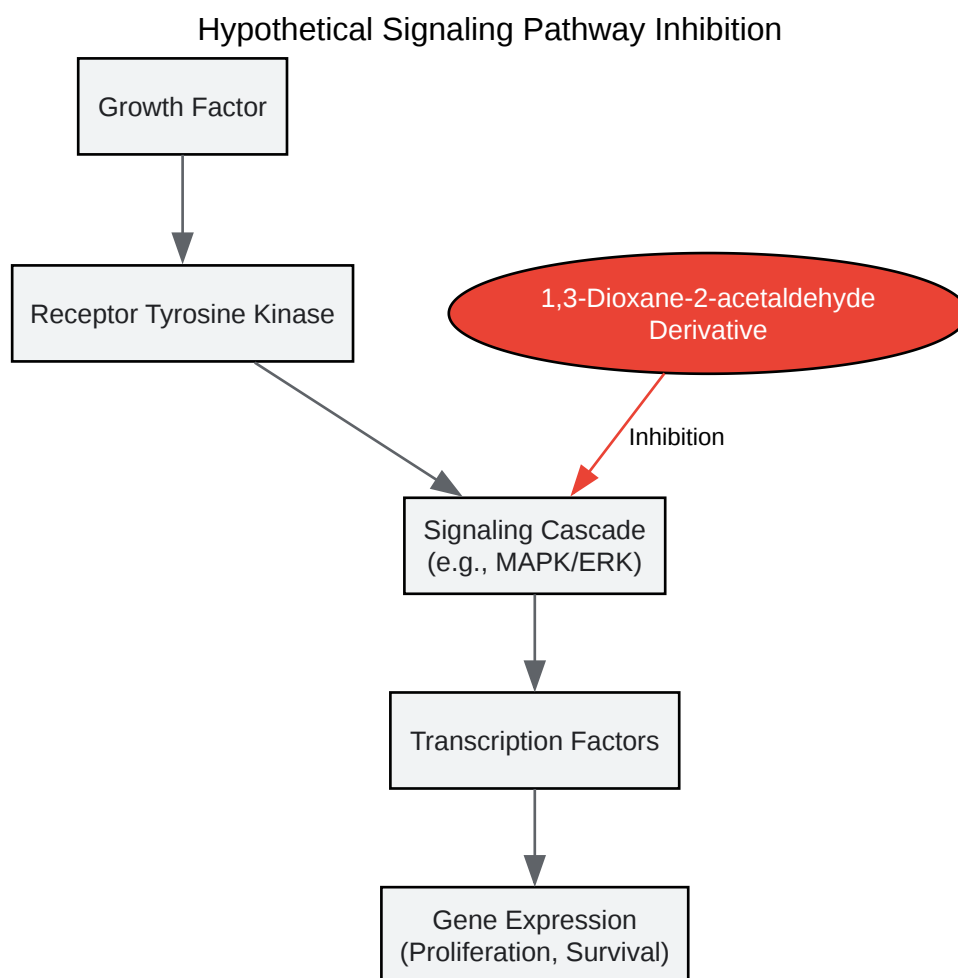 Hypothetical Signaling Pathway Inhibition
Growth Factor
Receptor Tyrosine Kinase
1,3-Dioxane-2-acetaldehyde
Derivative
Inhibition
Signaling Cascade
(e.g., MAPK/ERK)
Transcription Factors
Gene Expression
(Proliferation, Survival)